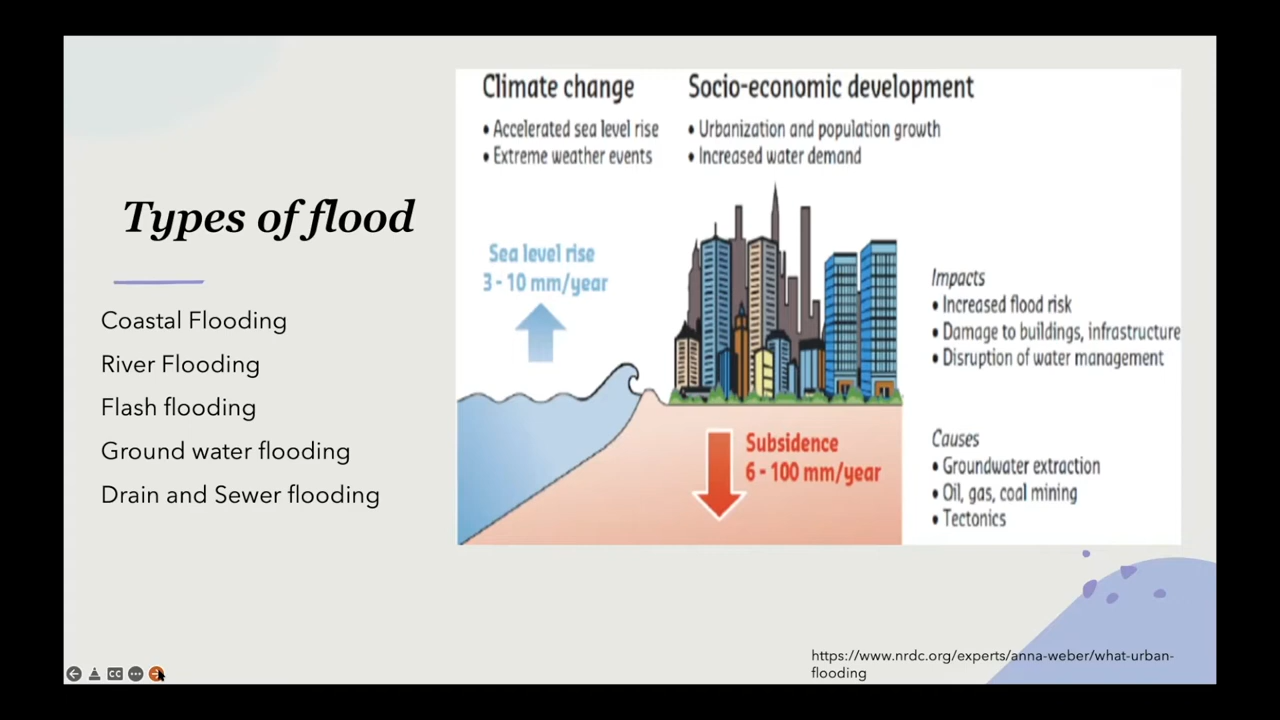 Types of flood
Coastal Flooding
River Flooding
Flash flooding
Ground water flooding
Drain and Sewer flooding
Climate change
• Accelerated sea level rise
• Extreme weather events
Socio-economic development
• Urbanization and population growth
• Increased water demand
Sea level rise
3 - 10 mm/year
Subsidence
6 - 100 mm/year
Impacts
• Increased flood risk
• Damage to buildings, infrastructure
• Disruption of water management
Causes
• Groundwater extraction
• Oil, gas, coal mining
• Tectonics
https://www.nrdc.org/experts/anna-weber/what-urban-
flooding
CC